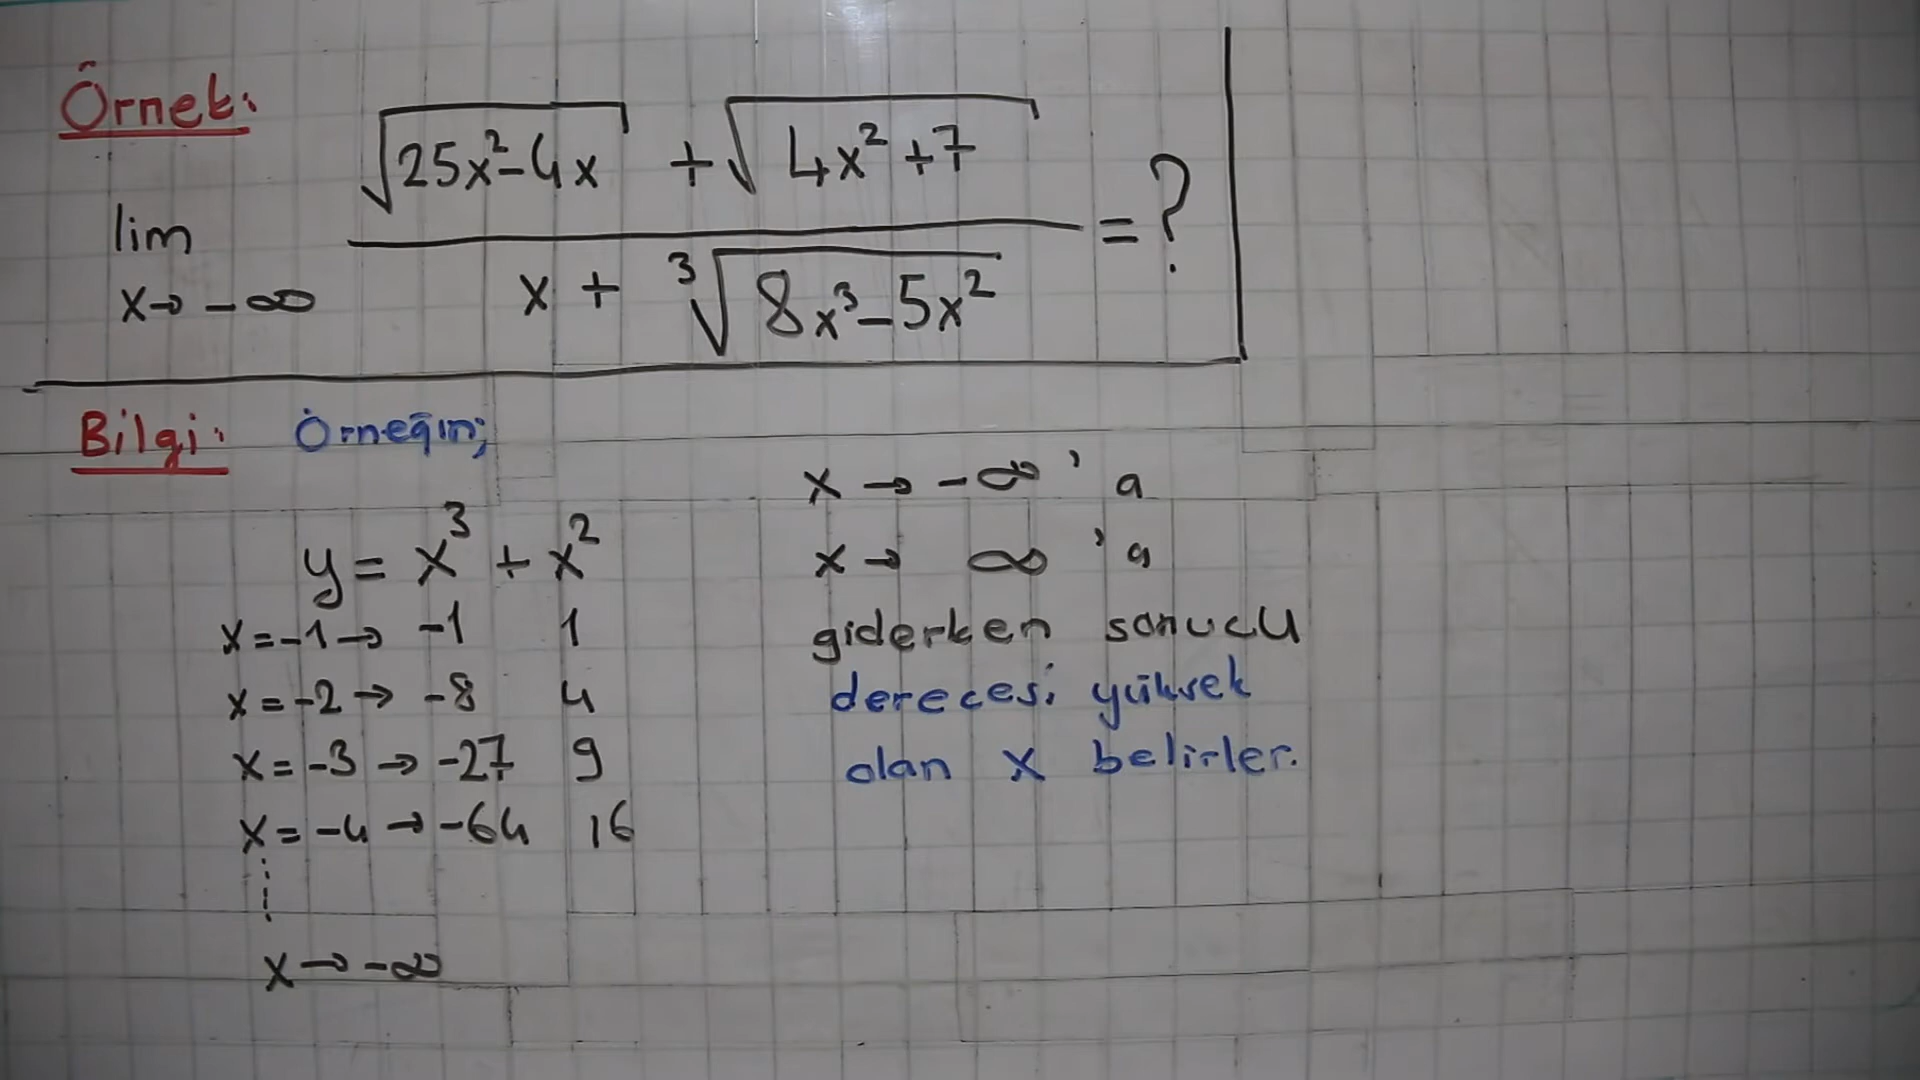 Örnek:
lim x→-∞ (√(25x²-4x) + √(4x²+7)) / (x + ³√(8x³-5x²)) = ?
Bilgi: Örneğin;
y = x³ + x²
x=-1 → -1 1
x=-2 → -8 4
x=-3 → -27 9
x=-4 → -64 16
x → -∞
x → -∞ 'a
x → ∞ 'a
giderken sonucu
derecesi yüksek
olan x belirler.